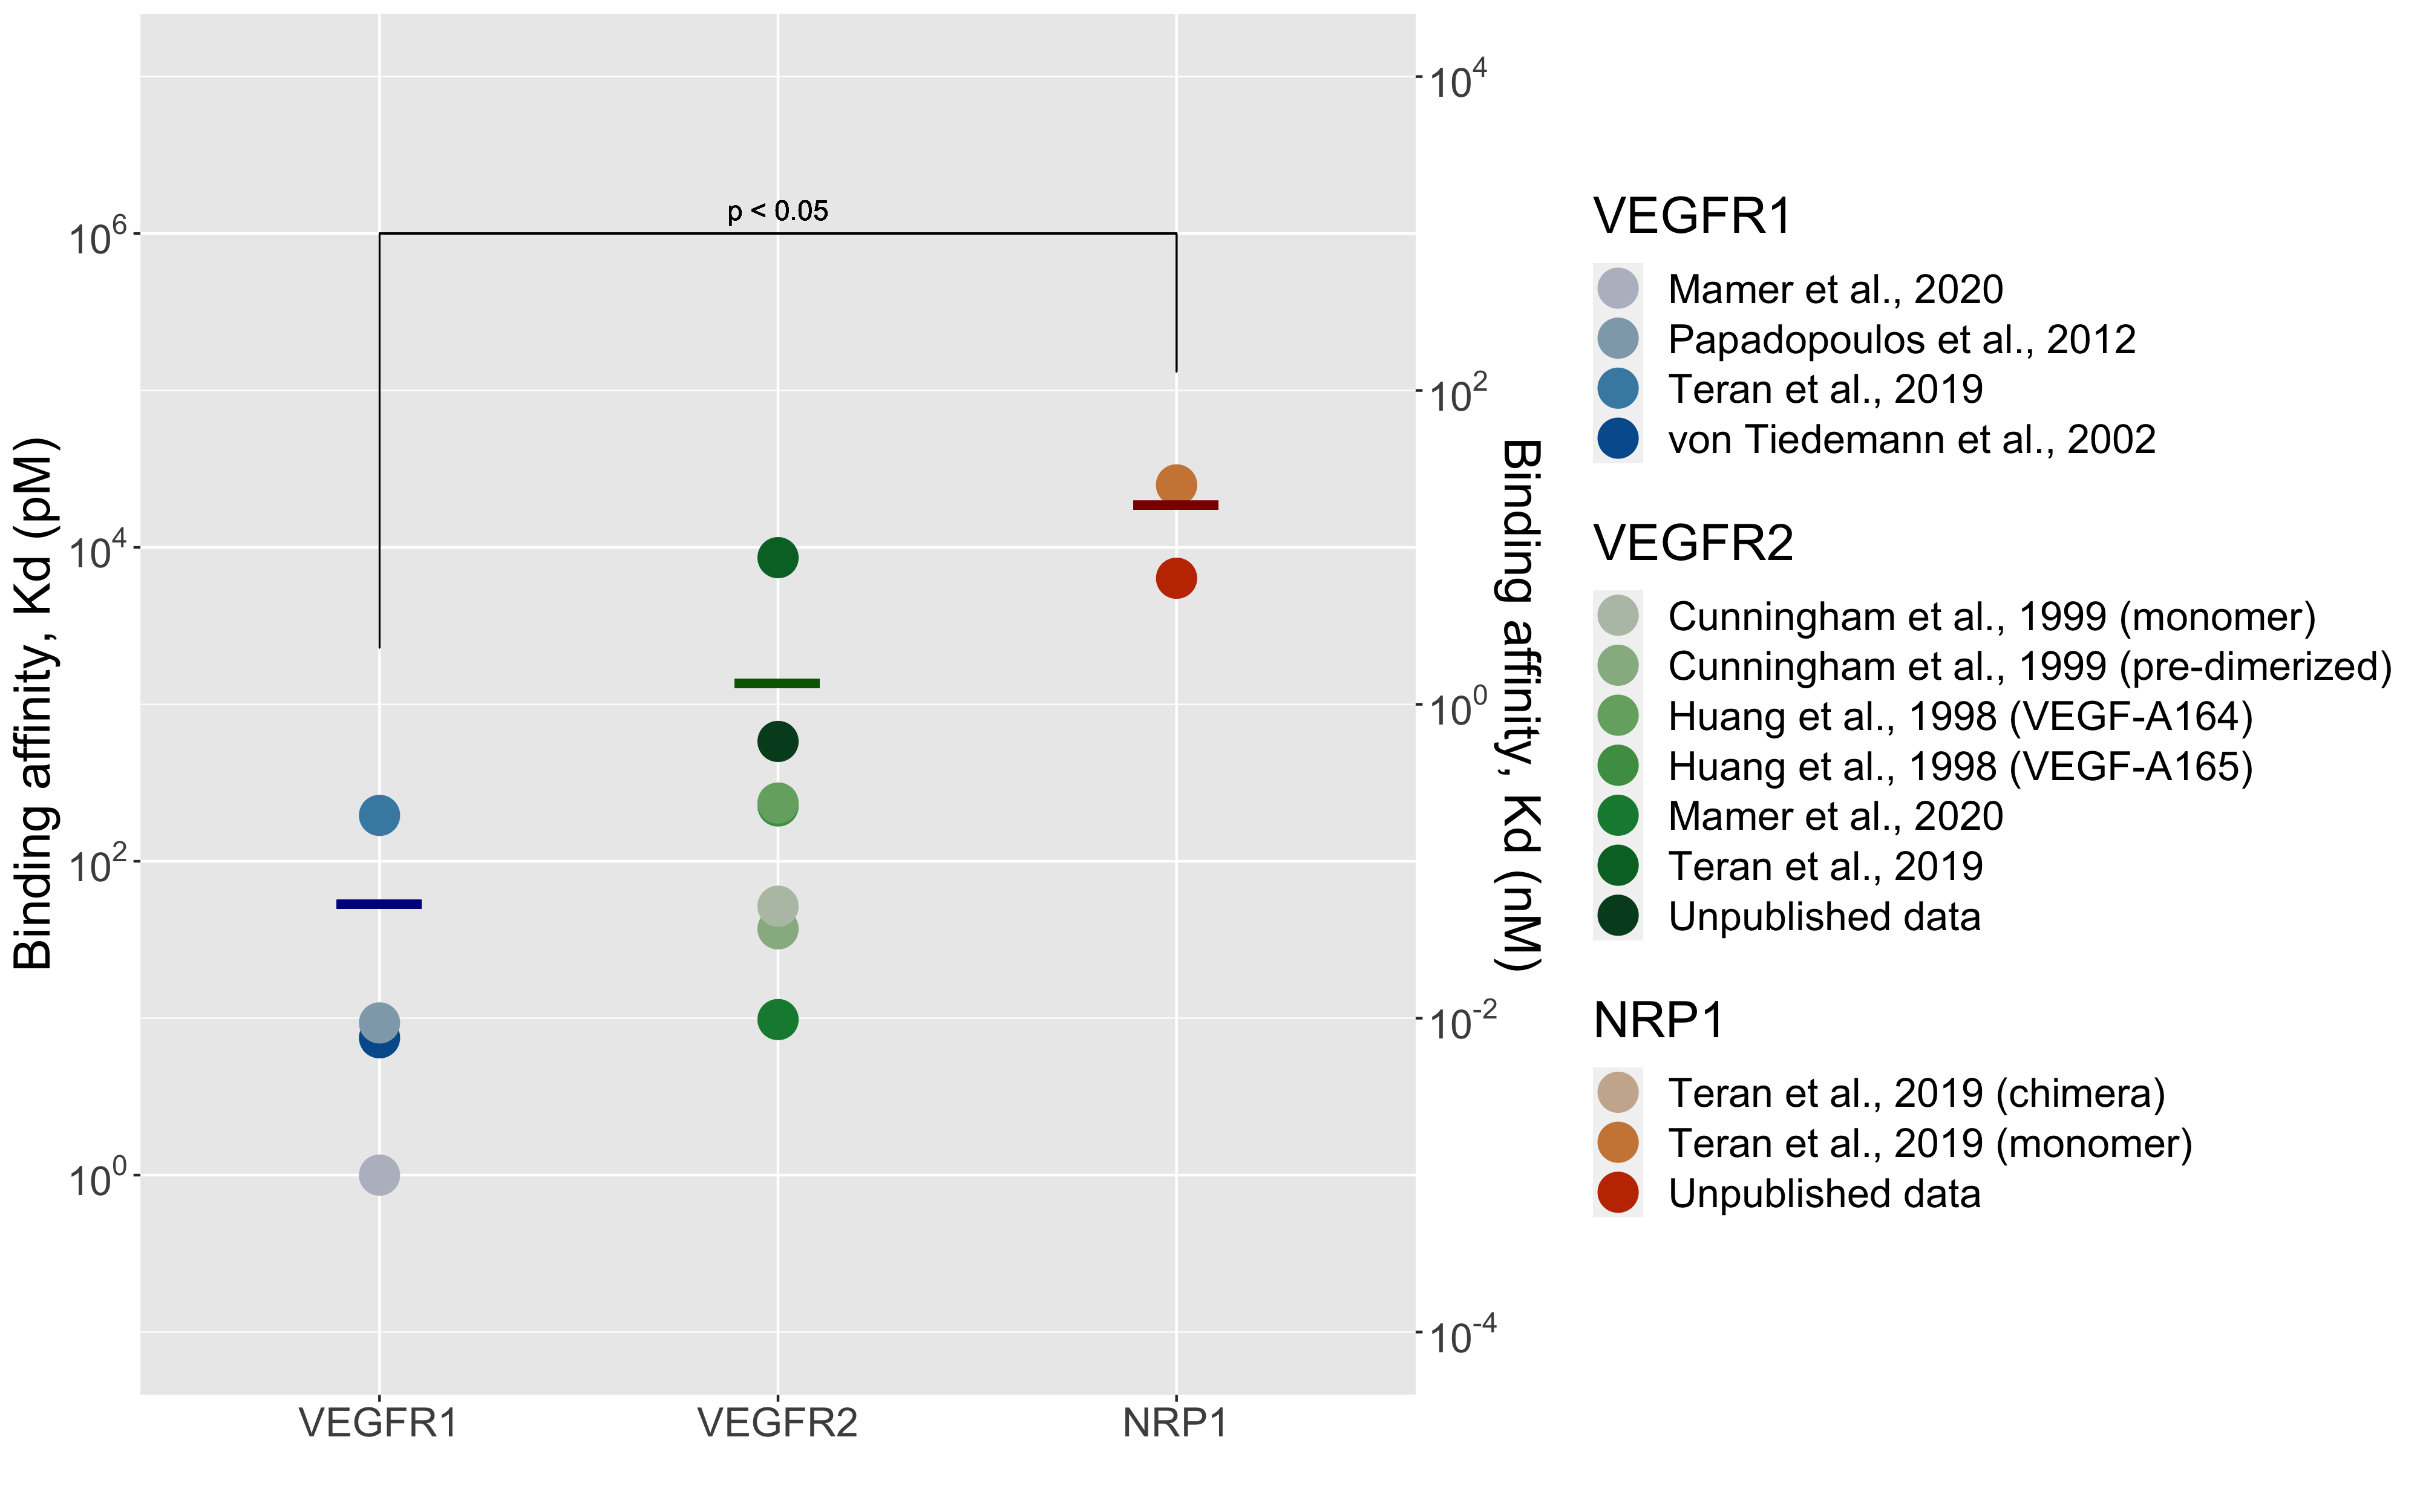 Binding affinity, Kd (pM)
10^6
10^4
10^2
10^0
p < 0.05
VEGFR1
VEGFR2
NRP1
10^4
10^2
10^0
10^-2
10^-4
Binding affinity, Kd (nM)
VEGFR1
Mamer et al., 2020
Papadopoulos et al., 2012
Teran et al., 2019
von Tiedemann et al., 2002
VEGFR2
Cunningham et al., 1999 (monomer)
Cunningham et al., 1999 (pre-dimerized)
Huang et al., 1998 (VEGF-A164)
Huang et al., 1998 (VEGF-A165)
Mamer et al., 2020
Teran et al., 2019
Unpublished data
NRP1
Teran et al., 2019 (chimera)
Teran et al., 2019 (monomer)
Unpublished data